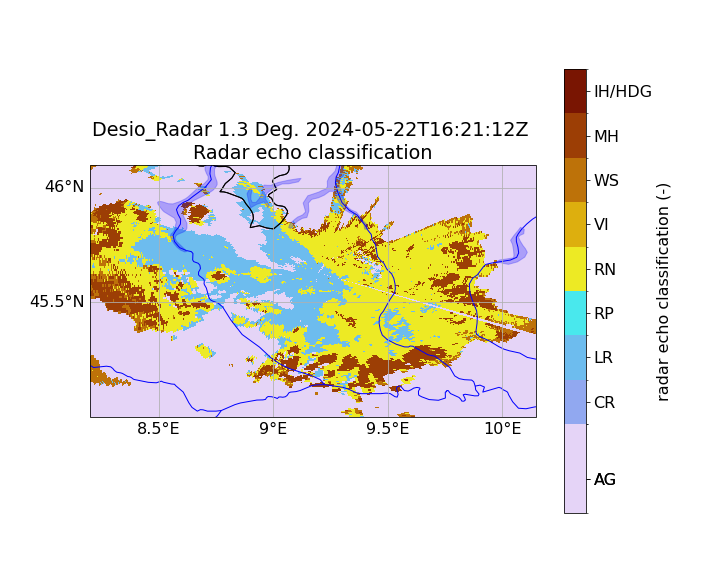 Desio_Radar 1.3 Deg. 2024-05-22T16:21:12Z
Radar echo classification
46°N
45.5°N
8.5°E
9°E
9.5°E
10°E
IH/HDG
MH
WS
VI
RN
RP
LR
CR
AG
radar echo classification (-)